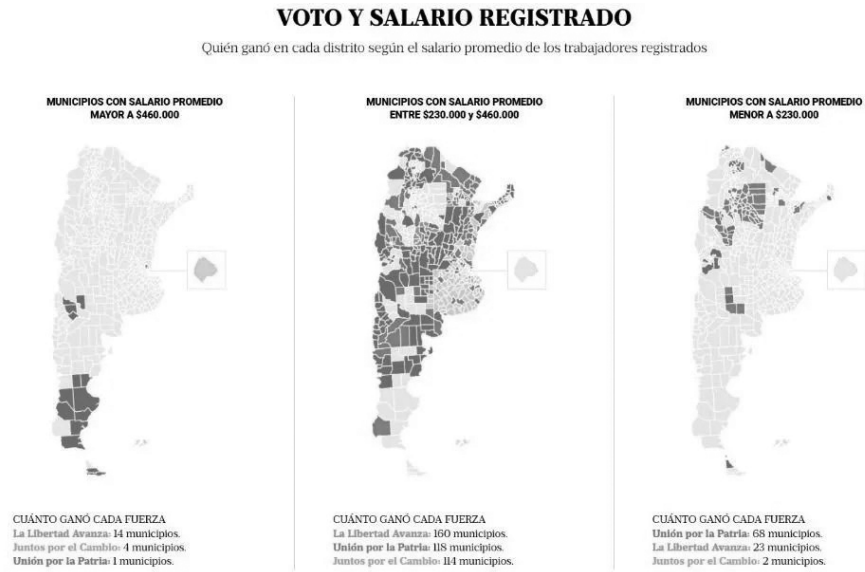 VOTO Y SALARIO REGISTRADO
Quién ganó en cada distrito según el salario promedio de los trabajadores registrados
MUNICIPIOS CON SALARIO PROMEDIO
MAYOR A $460.000
CUÁNTO GANÓ CADA FUERZA
La Libertad Avanza: 14 municipios.
Juntos por el Cambio: 4 municipios.
Unión por la Patria: 1 municipios.
MUNICIPIOS CON SALARIO PROMEDIO
ENTRE $230.000 y $460.000
CUÁNTO GANÓ CADA FUERZA
La Libertad Avanza: 160 municipios.
Unión por la Patria: 118 municipios.
Juntos por el Cambio: 114 municipios.
MUNICIPIOS CON SALARIO PROMEDIO
MENOR A $230.000
CUÁNTO GANÓ CADA FUERZA
Unión por la Patria: 68 municipios.
La Libertad Avanza: 23 municipios.
Juntos por el Cambio: 2 municipios.